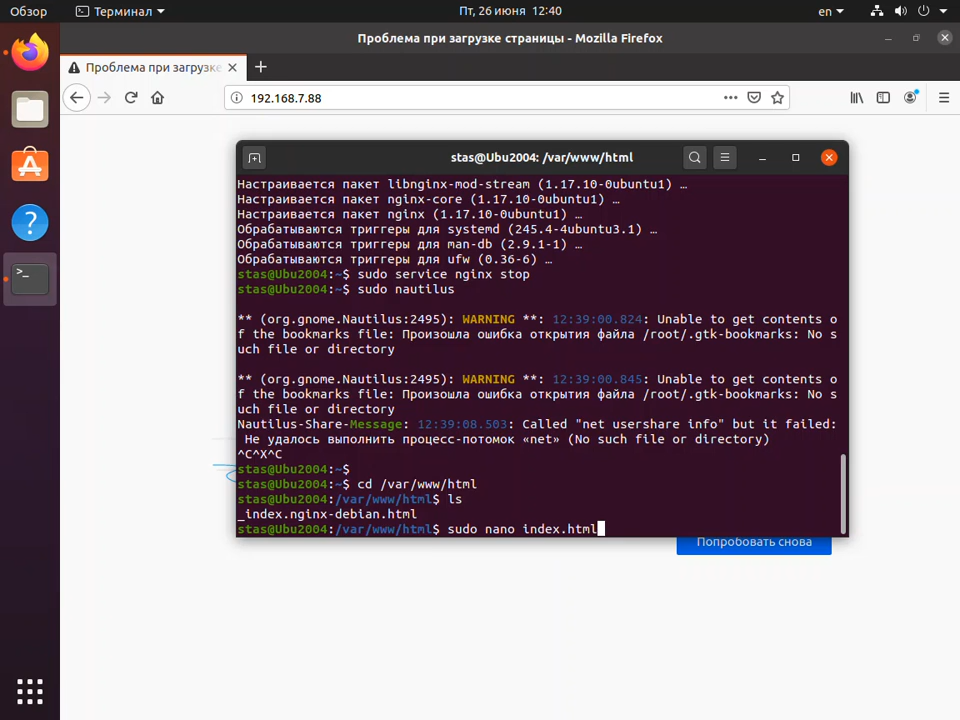 Обзор
Терминал
Пт, 26 июня 12:40
en
Проблема при загрузке страницы - Mozilla Firefox
Проблема при загрузке
192.168.7.88
stas@Ubu2004: /var/www/html
Настраивается пакет libnginx-mod-stream (1.17.10-0ubuntu1) …
Настраивается пакет nginx-core (1.17.10-0ubuntu1) …
Настраивается пакет nginx (1.17.10-0ubuntu1) …
Обрабатываются триггеры для systemd (245.4-4ubuntu3.1) …
Обрабатываются триггеры для man-db (2.9.1-1) …
Обрабатываются триггеры для ufw (0.36-6) …
stas@Ubu2004:~$ sudo service nginx stop
stas@Ubu2004:~$ sudo nautilus
** (org.gnome.Nautilus:2495): WARNING **: 12:39:00.824: Unable to get contents o
f the bookmarks file: Произошла ошибка открытия файла /root/.gtk-bookmarks: No s
uch file or directory
** (org.gnome.Nautilus:2495): WARNING **: 12:39:00.845: Unable to get contents o
f the bookmarks file: Произошла ошибка открытия файла /root/.gtk-bookmarks: No s
uch file or directory
Nautilus-Share-Message: 12:39:08.503: Called "net usershare info" but it failed:
Не удалось выполнить процесс-потомок «net» (No such file or directory)
^C^X^C
stas@Ubu2004:~$
stas@Ubu2004:~$ cd /var/www/html
stas@Ubu2004:/var/www/html$ ls
_index.nginx-debian.html
stas@Ubu2004:/var/www/html$ sudo nano index.html
Попробовать снова